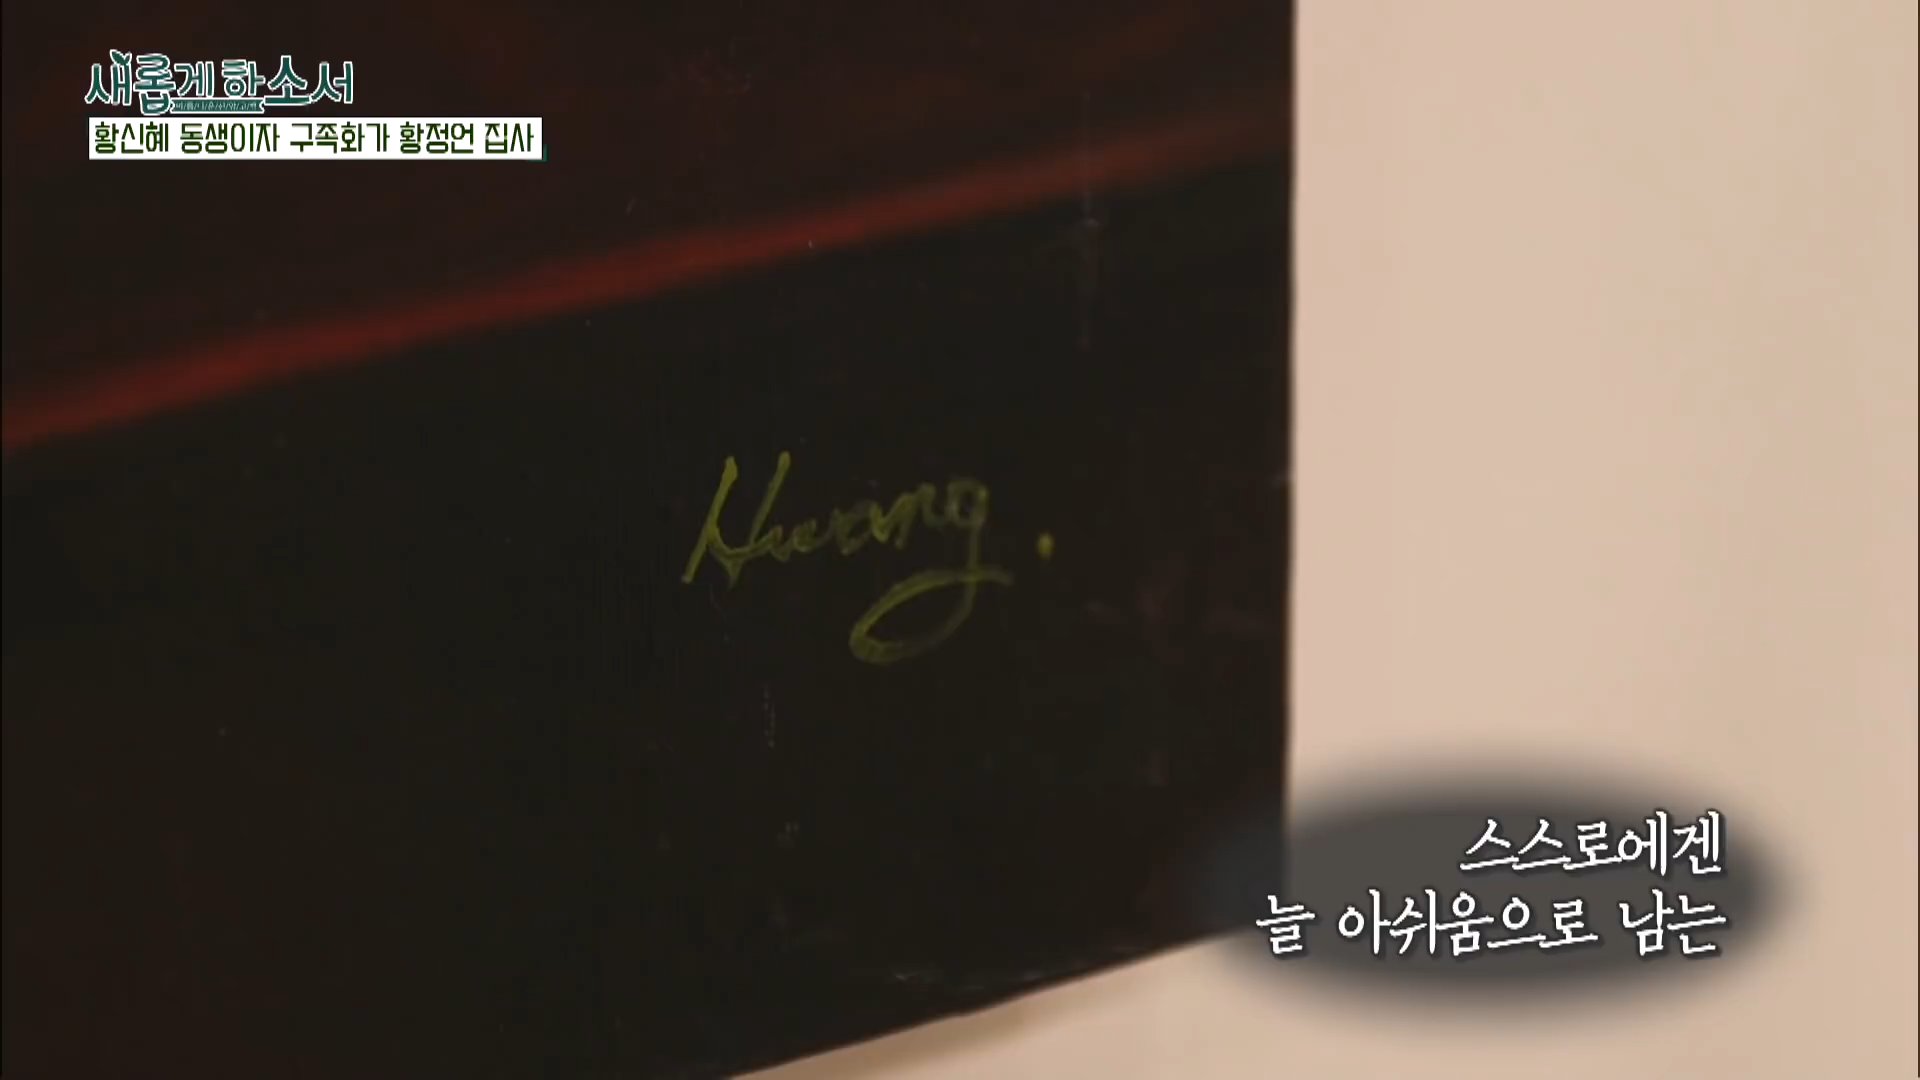 새롭게 하소서
황신혜 동생이자 구족화가 황정언 집사
Hwang.
스스로에겐
늘 아쉬움으로 남는